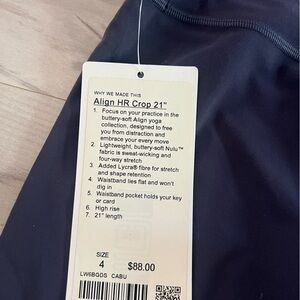 WHY WE MADE THIS
Align HR Crop 21"
1. Focus on your practice in the
buttery-soft Align yoga
collection, designed to free
you from distraction and
embrace your every move
2. Lightweight, buttery-soft Nulu™
fabric is sweat-wicking and
four-way stretch
3. Added Lycra® fibre for stretch
and shape retention
4. Waistband lies flat and won't
dig in
5. Waistband pocket holds your key
or card
6. High rise
7. 21" length
SIZE
4 $88.00
LW6BGDS CABU